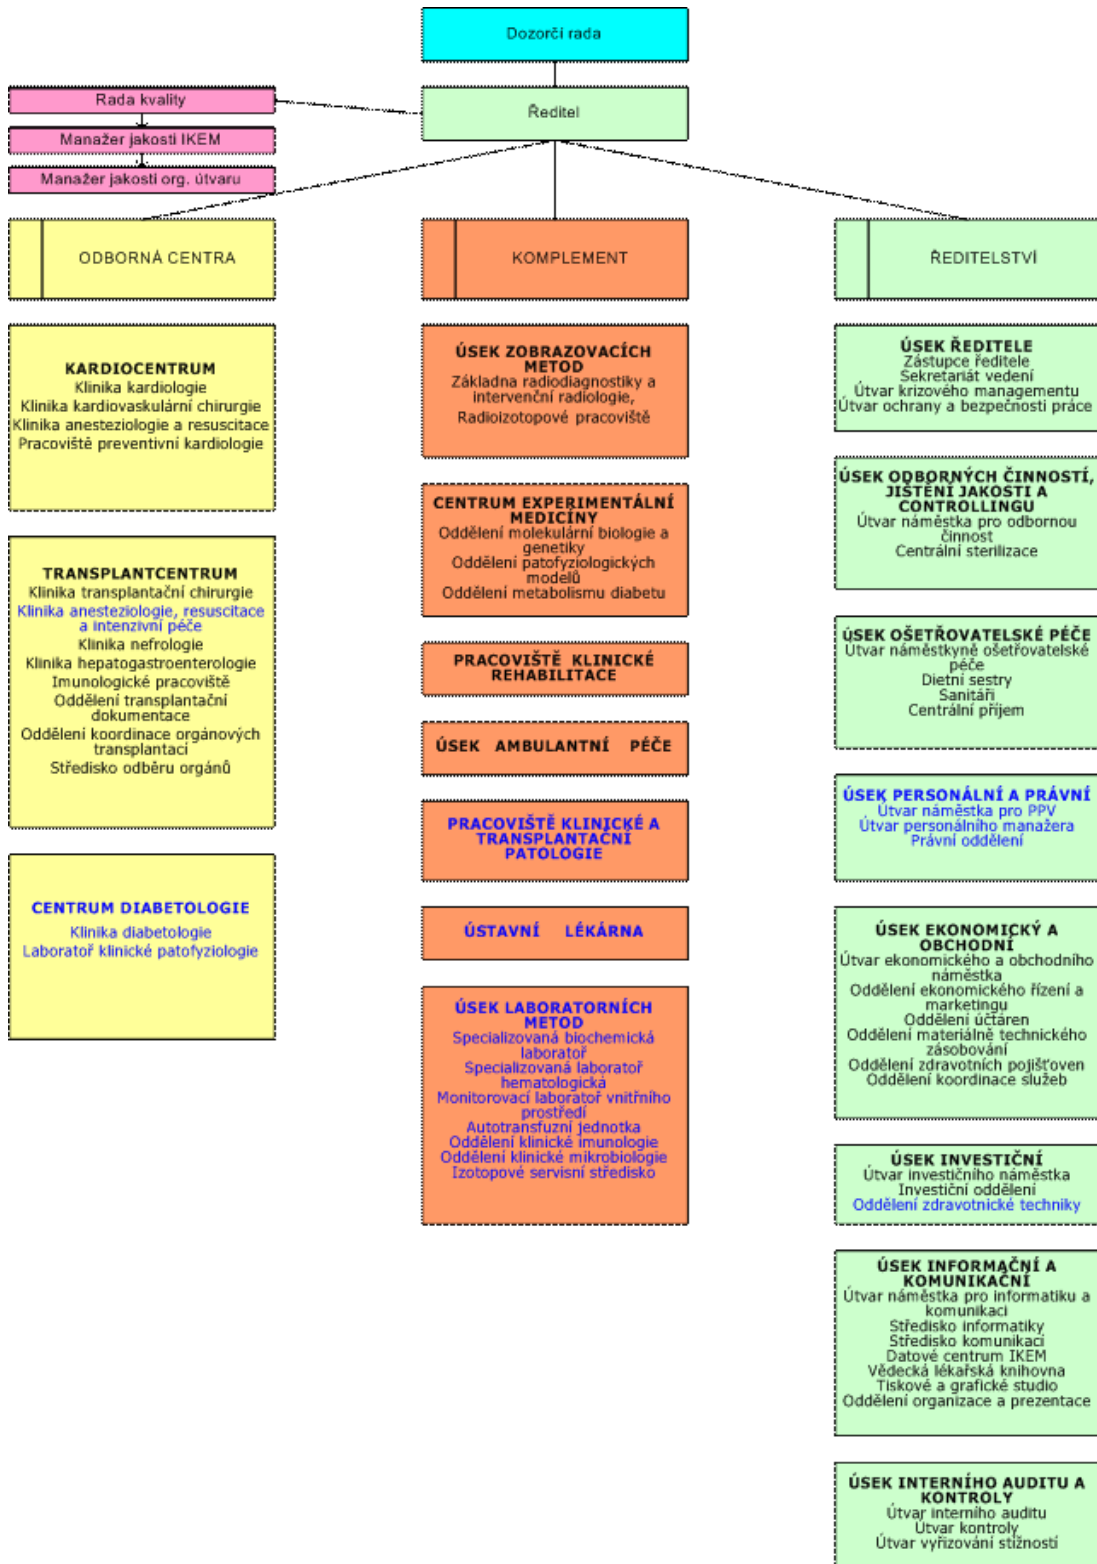 Dozorčí rada
Ředitel
Rada kvality
Manažer jakosti IKEM
Manažer jakosti org. útvaru
ODBORNÁ CENTRA
KARDIOCENTRUM
Klinika kardiologie
Klinika kardiovaskulární chirurgie
Klinika anesteziologie a resuscitace
Pracoviště preventivní kardiologie
TRANSPLANTCENTRUM
Klinika transplantační chirurgie
Klinika anesteziologie, resuscitace
a intenzivní péče
Klinika nefrologie
Klinika hepatogastroenterologie
Imunologické pracoviště
Oddělení transplantační
dokumentace
Oddělení koordinace orgánových
transplantací
Středisko odběru orgánů
CENTRUM DIABETOLOGIE
Klinika diabetologie
Laboratoř klinické patofyziologie
KOMPLEMENT
ÚSEK ZOBRAZOVACÍCH
METOD
Základna radiodiagnostiky a
intervenční radiologie,
Radioizotopové pracoviště
CENTRUM EXPERIMENTÁLNÍ
MEDICÍNY
Oddělení molekulární biologie a
genetiky
Oddělení patofyziologických
modelů
Oddělení metabolismu diabetu
PRACOVIŠTĚ KLINICKÉ
REHABILITACE
ÚSEK AMBULANTNÍ PÉČE
PRACOVIŠTĚ KLINICKÉ A
TRANSPLANTAČNÍ
PATOLOGIE
ÚSTAVNÍ LÉKÁRNA
ÚSEK LABORATORNÍCH
METOD
Specializovaná biochemická
laboratoř
Specializovaná laboratoř
hematologická
Monitorovací laboratoř vnitřního
prostředí
Autotransfuzní jednotka
Oddělení klinické imunologie
Oddělení klinické mikrobiologie
Izotopové servisní středisko
ŘEDITELSTVÍ
ÚSEK ŘEDITELE
Zástupce ředitele
Sekretariát vedení
Útvar krizového managementu
Útvar ochrany a bezpečnosti práce
ÚSEK ODBORNÝCH ČINNOSTÍ,
JIŠTĚNÍ JAKOSTI A
CONTROLLINGU
Útvar náměstka pro odbornou
činnost
Centrální sterilizace
ÚSEK OŠETŘOVATELSKÉ PÉČE
Útvar náměstkyně ošetřovatelské
péče
Dietní sestry
Sanitáři
Centrální příjem
ÚSEK PERSONÁLNÍ A PRÁVNÍ
Útvar náměstka pro PPV
Útvar personálního manažera
Právní oddělení
ÚSEK EKONOMICKÝ A
OBCHODNÍ
Útvar ekonomického a obchodního
náměstka
Oddělení ekonomického řízení a
marketingu
Oddělení účtáren
Oddělení materiálně technického
zásobování
Oddělení zdravotních pojišťoven
Oddělení koordinace služeb
ÚSEK INVESTIČNÍ
Útvar investičního náměstka
Investiční oddělení
Oddělení zdravotnické techniky
ÚSEK INFORMAČNÍ A
KOMUNIKAČNÍ
Útvar náměstka pro informatiku a
komunikaci
Středisko informatiky
Středisko komunikací
Datové centrum IKEM
Vědecká lékařská knihovna
Tiskové a grafické studio
Oddělení organizace a prezentace
ÚSEK INTERNÍHO AUDITU A
KONTROLY
Útvar interního auditu
Útvar kontroly
Útvar vyřizování stížností